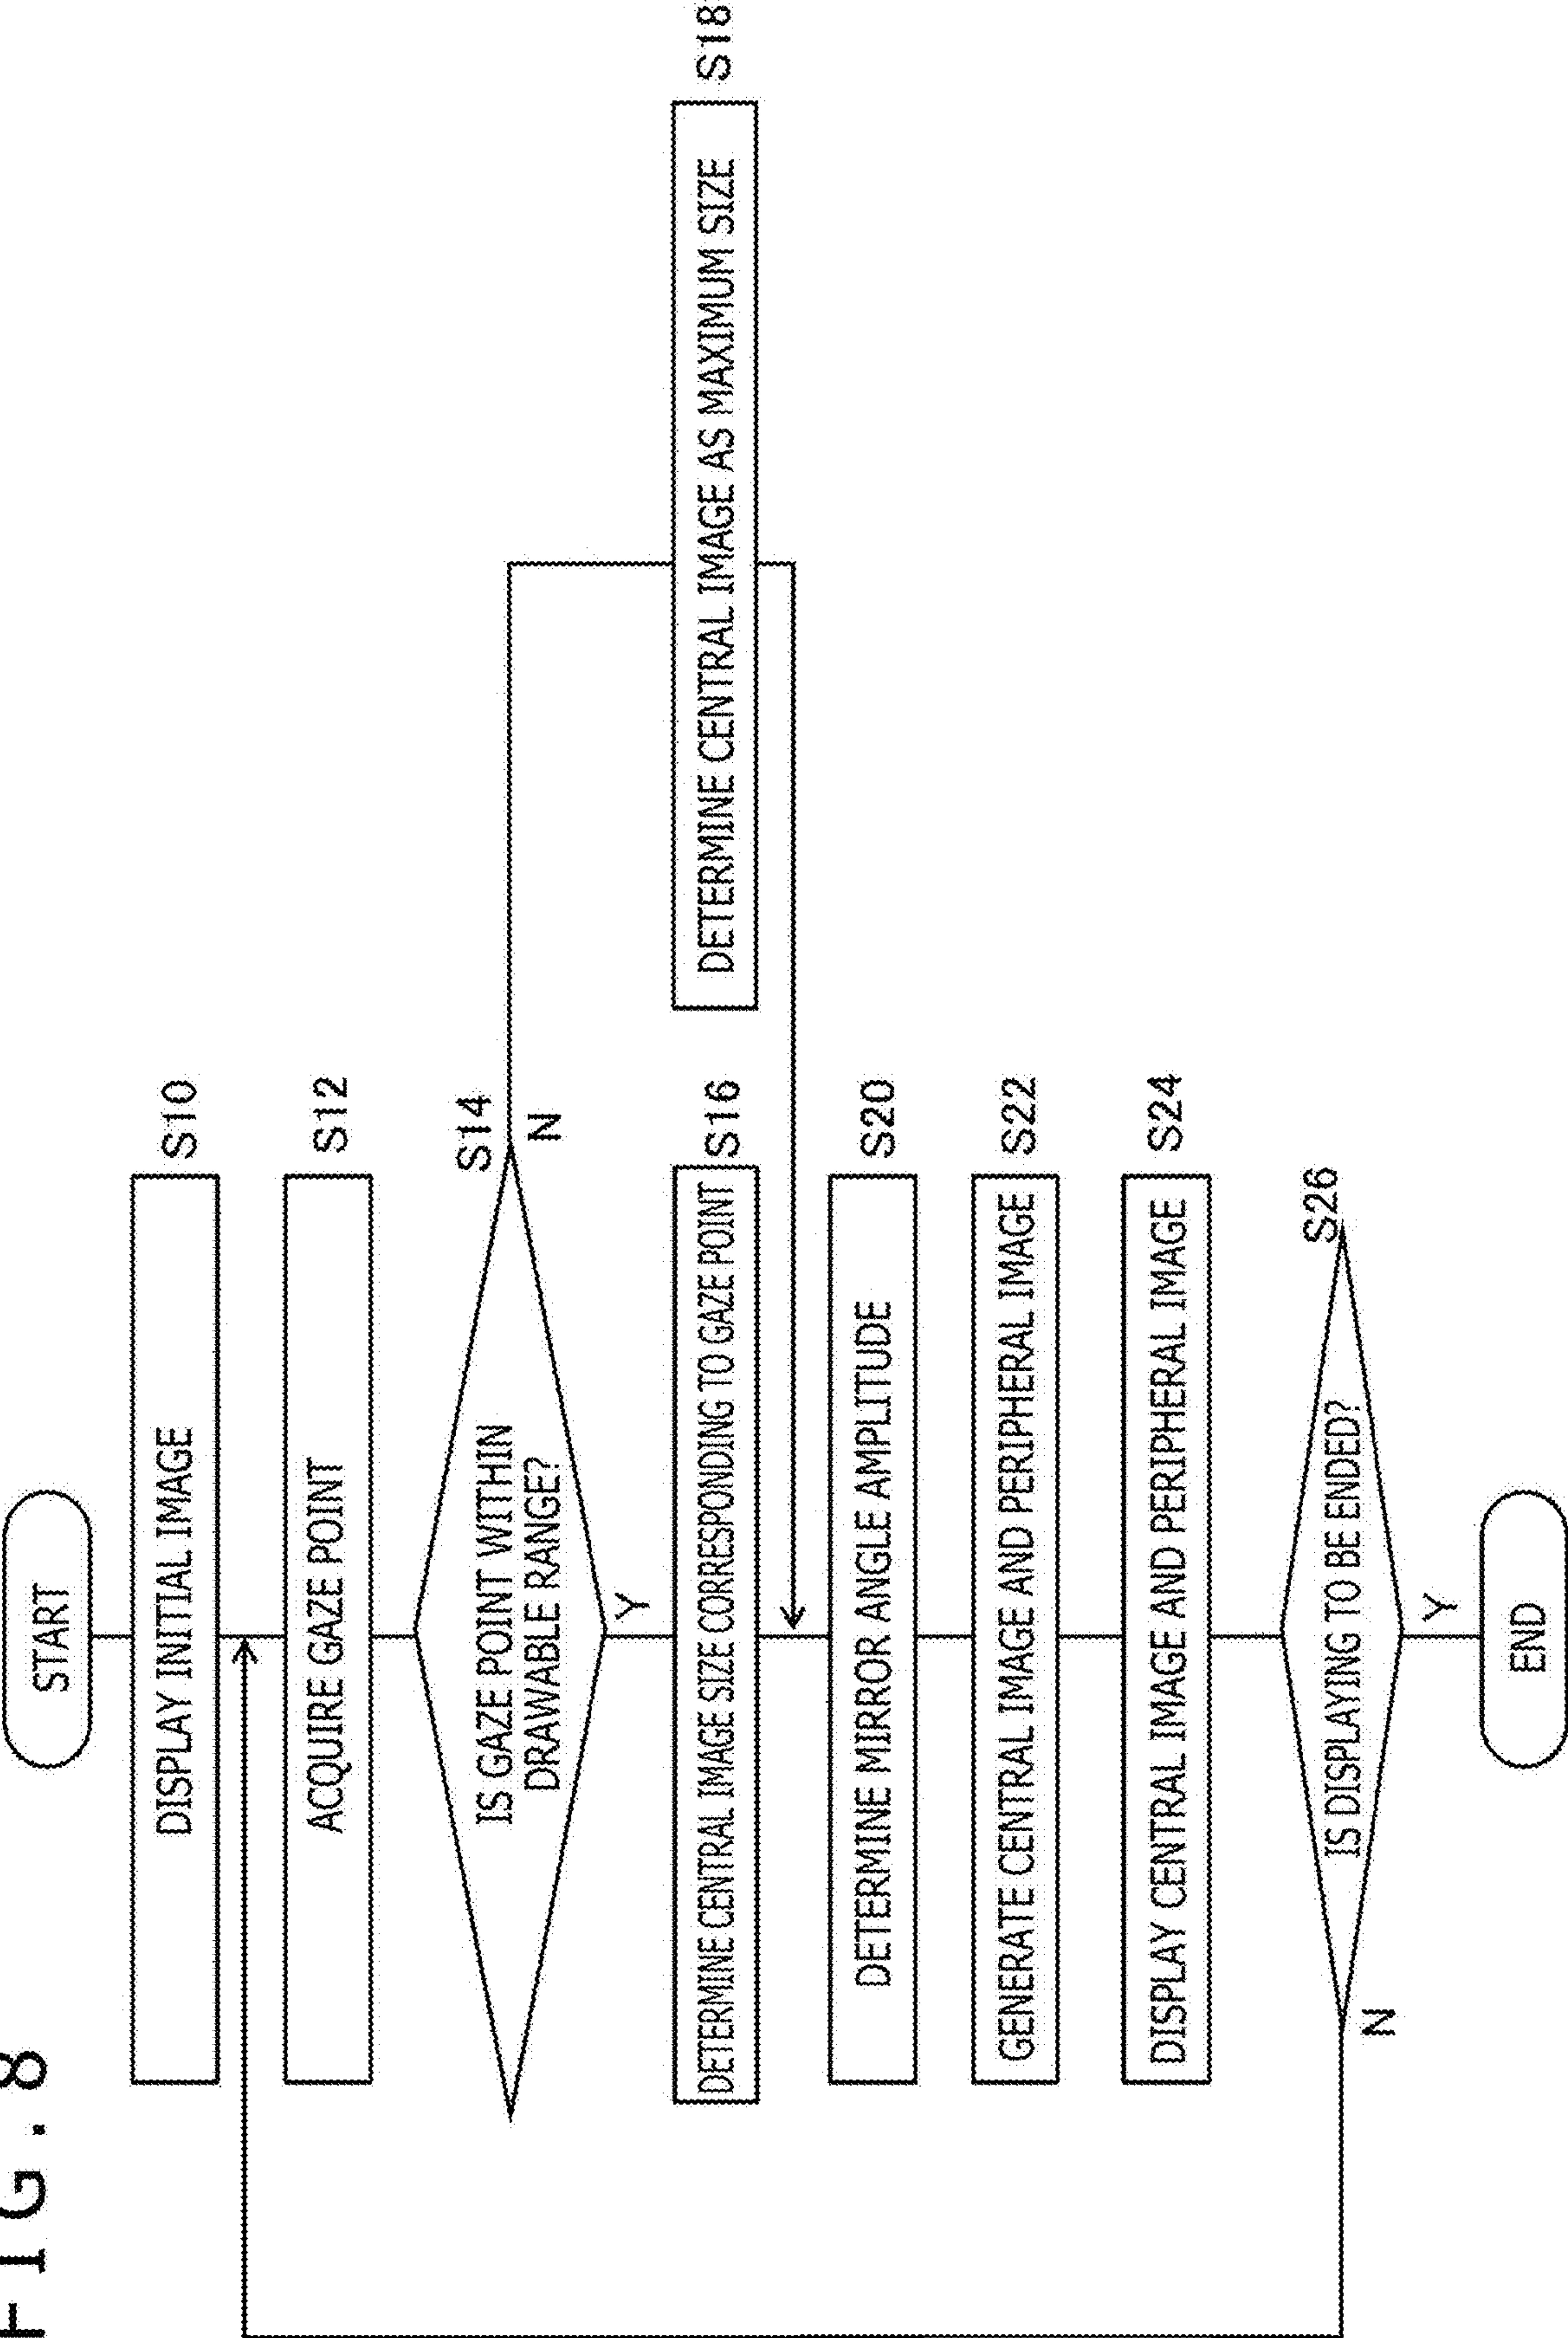 FIG.8
START
DISPLAY INITIAL IMAGE
S10
ACQUIRE GAZE POINT
S12
S14
IS GAZE POINT WITHIN
DRAWABLE RANGE?
N
Y
DETERMINE CENTRAL IMAGE SIZE CORRESPONDING TO GAZE POINT
S16
DETERMINE CENTRAL IMAGE AS MAXIMUM SIZE
S18
DETERMINE MIRROR ANGLE AMPLITUDE
S20
GENERATE CENTRAL IMAGE AND PERIPHERAL IMAGE
S22
DISPLAY CENTRAL IMAGE AND PERIPHERAL IMAGE
S24
S26
IS DISPLAYING TO BE ENDED?
N
Y
END